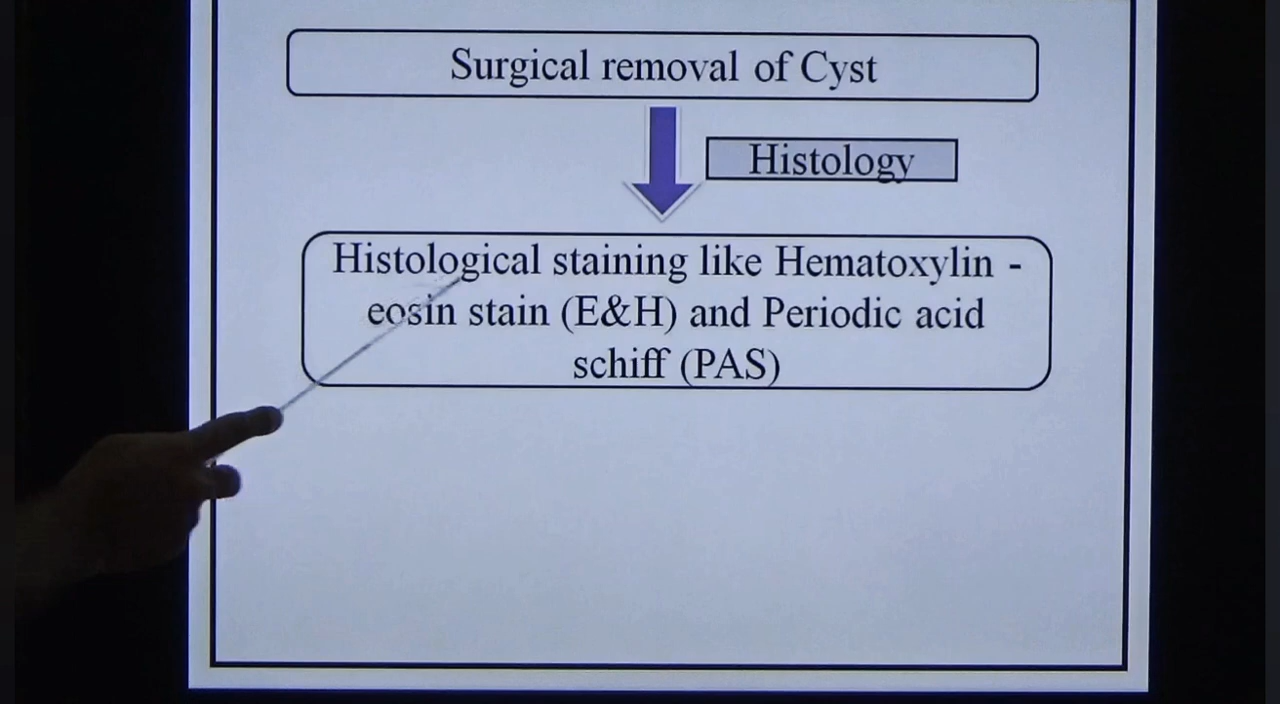 Surgical removal of Cyst
Histology
Histological staining like Hematoxylin -
eosin stain (E&H) and Periodic acid
schiff (PAS)